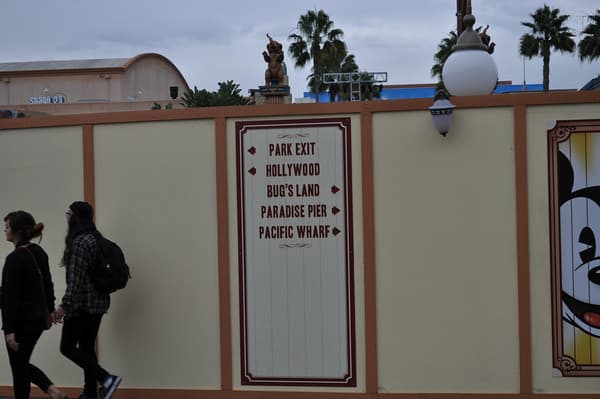 PARK EXIT
HOLLYWOOD
BUG'S LAND
PARADISE PIER
PACIFIC WHARF